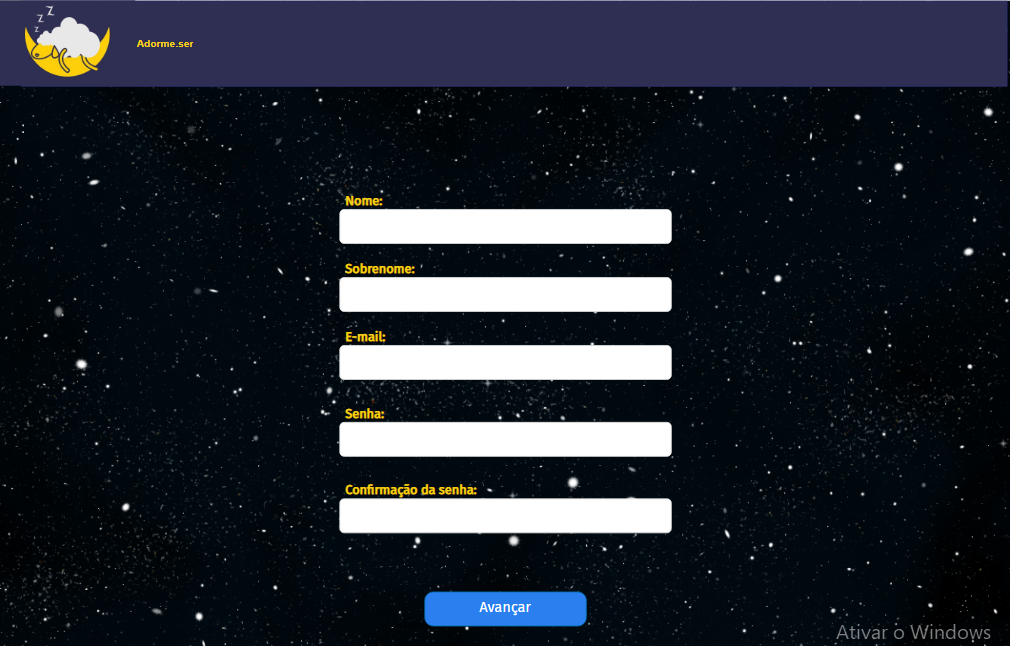 z z
z
Adorme.ser
Nome:
Sobrenome:
E-mail:
Senha:
Confirmação da senha:
Avançar
Ativar o Windows